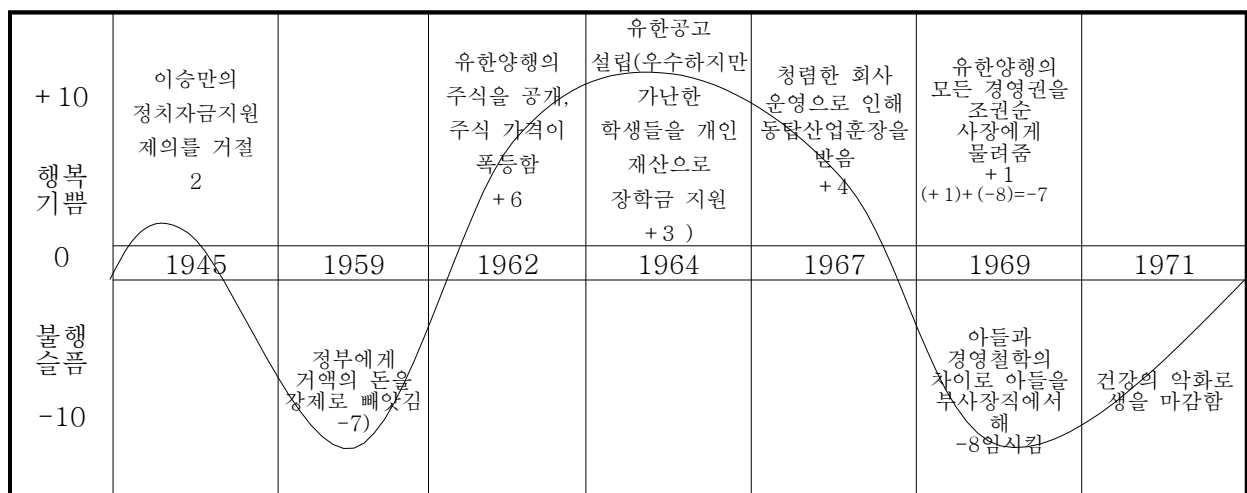 +10
행복
기쁨
0
불행
슬픔
-10
이승만의
정치자금지원
제의를 거절
2
유한양행의
주식을 공개,
주식 가격이
폭등함
+6
유한공고
설립(우수하지만
가난한
학생들을 개인
재산으로
장학금 지원
+3 )
청렴한 회사
운영으로 인해
동탑산업훈장을
받음
+4
유한양행의
모든 경영권을
조권순
사장에게
물려줌
+1
(+1)+(-8)=-7
1945
1959
1962
1964
1967
1969
1971
정부에게
거액의 돈을
강제로 빼앗김
-7)
아들과
경영철학의
차이로 아들을
부사장직에서
해
-8임시킴
건강의 악화로
생을 마감함